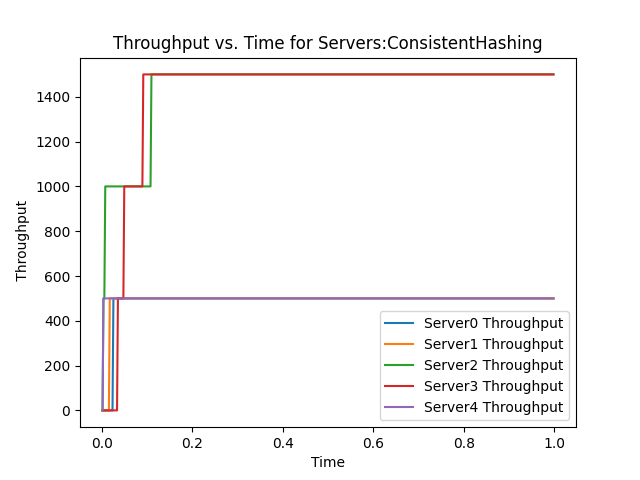 Throughput vs. Time for Servers:ConsistentHashing
1400
1200
1000
800
600
400
200
0
Throughput
Server0 Throughput
Server1 Throughput
Server2 Throughput
Server3 Throughput
Server4 Throughput
0.0 0.2 0.4 0.6 0.8 1.0
Time